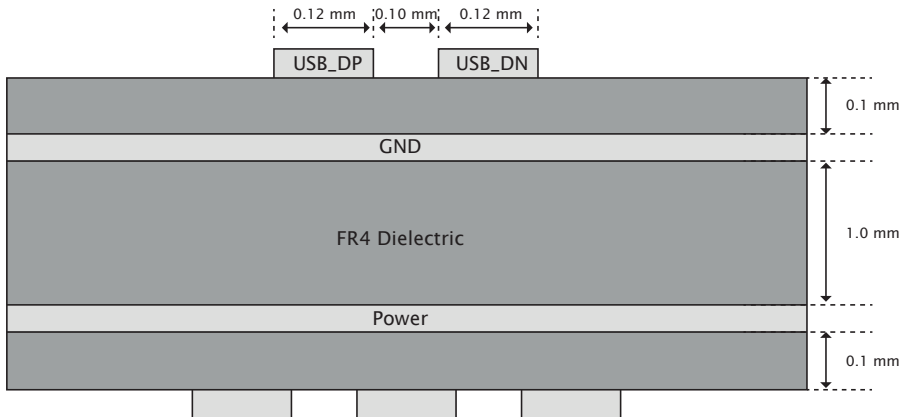 0.12 mm 0.10 mm 0.12 mm
USB_DP USB_DN
0.1 mm
GND
1.0 mm
FR4 Dielectric
Power
0.1 mm